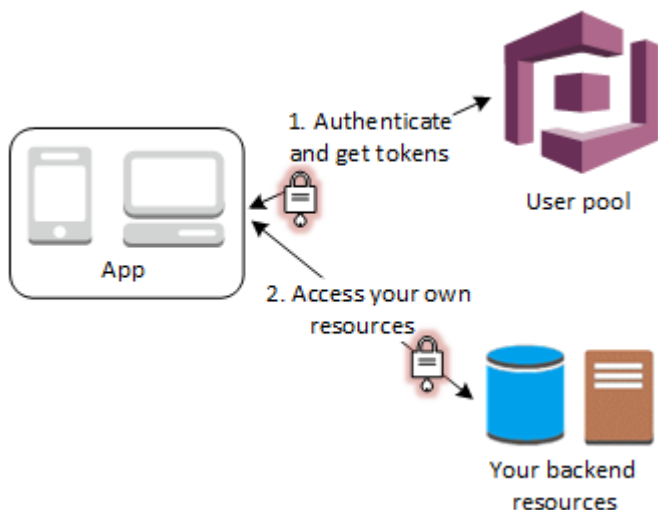 1. Authenticate
and get tokens
User pool
App
2. Access your own
resources
Your backend
resources